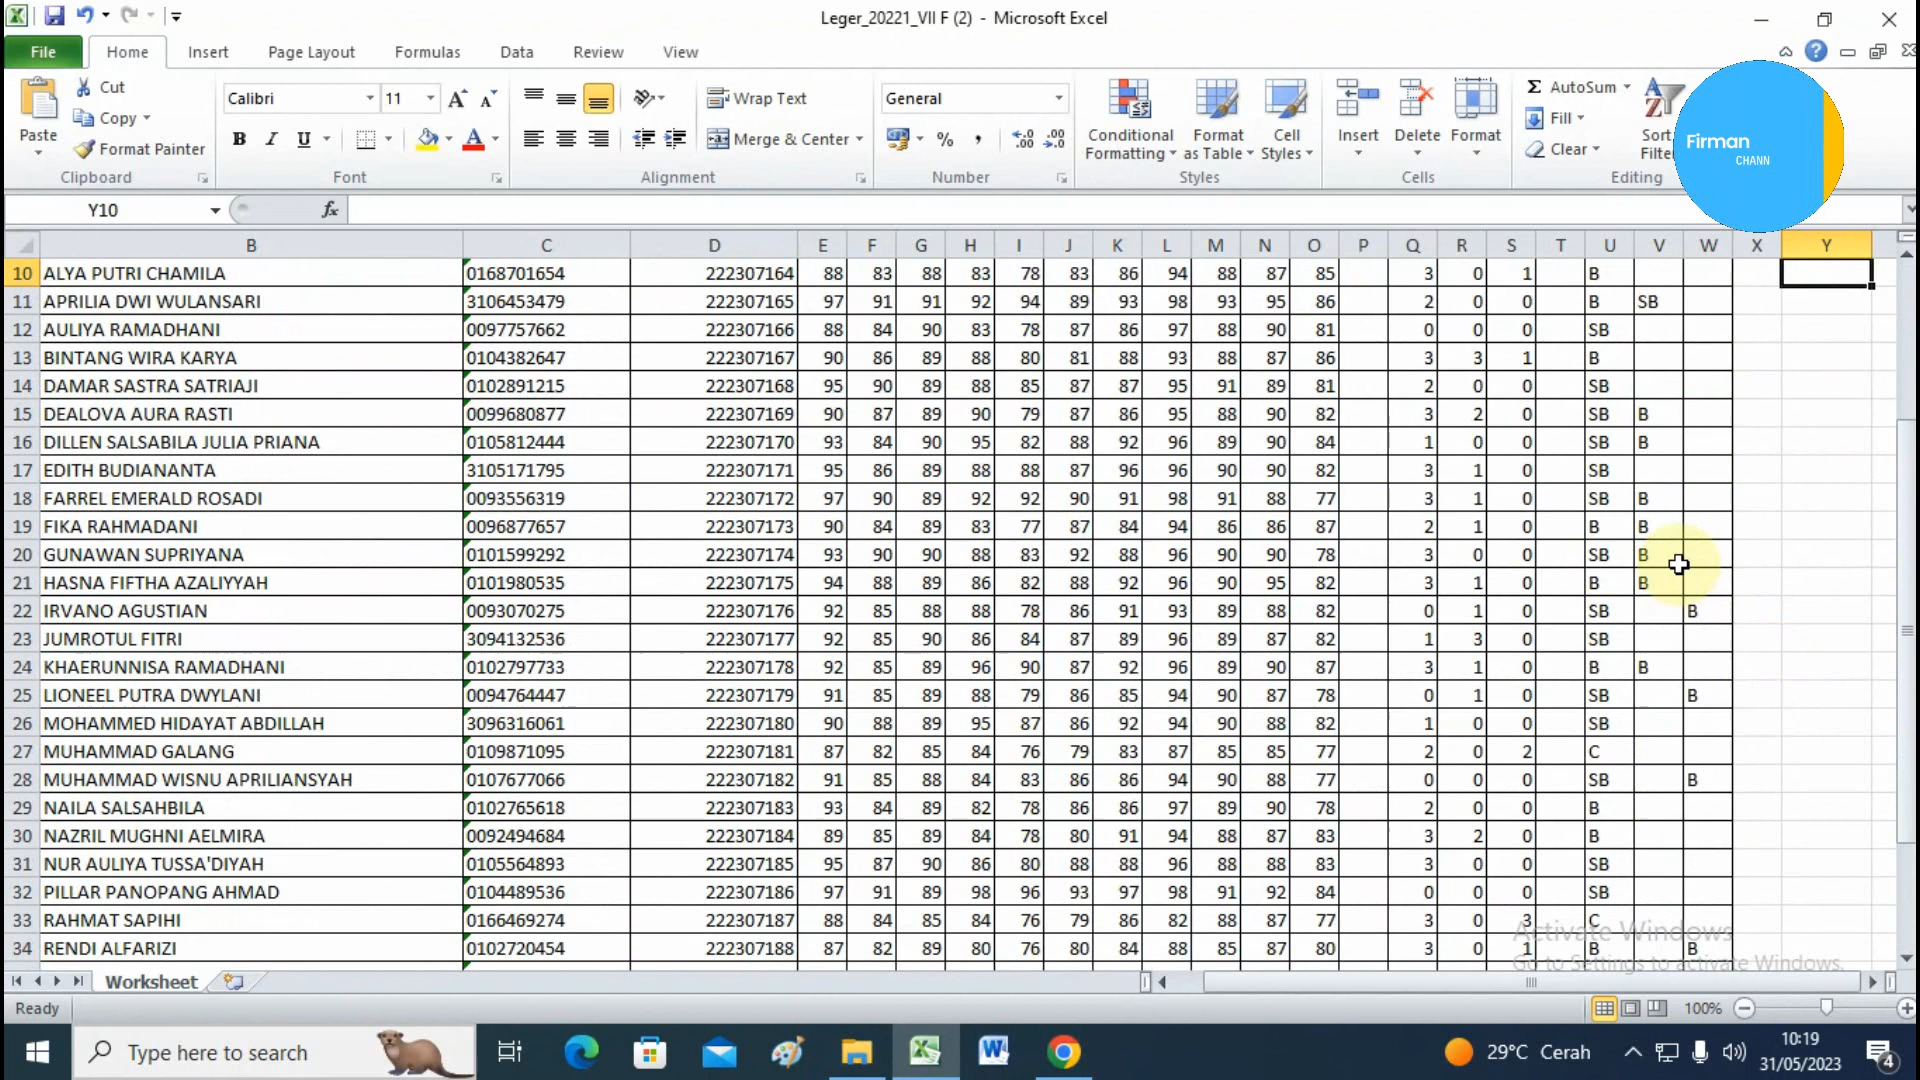 Leger_20221_VII F (2) - Microsoft Excel
File Home Insert Page Layout Formulas Data Review View
Cut
Copy
Format Painter
Paste
Clipboard
Calibri 11
B I U A
Font
Wrap Text
Merge & Center
Alignment
General
% ,
Number
Conditional Formatting
Format as Table
Cell Styles
Styles
Insert Delete Format
Cells
Σ AutoSum
Fill
Clear
Sort
Filte
Editing
Firman
CHANN
Y10 fx
B C D E F G H I J K L M N O P Q R S T U V W X Y
10 ALYA PUTRI CHAMILA 0168701654 222307164 88 83 88 83 78 83 86 94 88 87 85 3 0 1 B
11 APRILIA DWI WULANSARI 3106453479 222307165 97 91 91 92 94 89 93 98 93 95 86 2 0 0 B SB
12 AULIYA RAMADHANI 0097757662 222307166 88 84 90 83 78 87 86 97 88 90 81 0 0 0 SB
13 BINTANG WIRA KARYA 0104382647 222307167 90 86 89 88 80 81 88 93 88 87 86 3 3 1 B
14 DAMAR SASTRA SATRIAJI 0102891215 222307168 95 90 89 88 85 87 87 95 91 89 81 2 0 0 SB
15 DEALOVA AURA RASTI 0099680877 222307169 90 87 89 90 79 87 86 95 88 90 82 3 2 0 SB B
16 DILLEN SALSABILA JULIA PRIANA 0105812444 222307170 93 84 90 95 82 88 92 96 89 90 84 1 0 0 SB B
17 EDITH BUDIANANTA 3105171795 222307171 95 86 89 88 88 87 96 96 90 90 82 3 1 0 SB
18 FARREL EMERALD ROSADI 0093556319 222307172 97 90 89 92 92 90 91 98 91 88 77 3 1 0 SB B
19 FIKA RAHMADANI 0096877657 222307173 90 84 89 83 77 87 84 94 86 86 87 2 1 0 B B
20 GUNAWAN SUPRIYANA 0101599292 222307174 93 90 90 88 83 92 88 96 90 90 78 3 0 0 SB B
21 HASNA FIFTHA AZALIYYAH 0101980535 222307175 94 88 89 86 82 88 92 96 90 95 82 3 1 0 B B
22 IRVANO AGUSTIAN 0093070275 222307176 92 85 88 88 78 86 91 93 89 88 82 0 1 0 SB B
23 JUMROTUL FITRI 3094132536 222307177 92 85 90 86 84 87 89 96 89 87 82 1 3 0 SB
24 KHAERUNNISA RAMADHANI 0102797733 222307178 92 85 89 96 90 87 92 96 89 90 87 3 1 0 B B
25 LIONEEL PUTRA DWYLANI 0094764447 222307179 91 85 89 88 79 86 85 94 90 87 78 0 1 0 SB B
26 MOHAMMED HIDAYAT ABDILLAH 3096316061 222307180 90 88 89 95 87 86 92 94 90 88 82 1 0 0 SB
27 MUHAMMAD GALANG 0109871095 222307181 87 82 85 84 76 79 83 87 85 85 77 2 0 2 C
28 MUHAMMAD WISNU APRILIANSYAH 0107677066 222307182 91 85 88 84 83 86 86 94 90 88 77 0 0 0 SB B
29 NAILA SALSAHBILA 0102765618 222307183 93 84 89 82 78 86 86 97 89 90 78 2 0 0 B
30 NAZRIL MUGHNI AELMIRA 0092494684 222307184 89 85 89 84 78 80 91 94 88 87 83 3 2 0 B
31 NUR AULIYA TUSSA'DIYAH 0105564893 222307185 95 87 90 86 80 88 88 96 88 88 83 3 0 0 SB
32 PILLAR PANOPANG AHMAD 0104489536 222307186 97 91 89 98 96 93 97 98 91 92 84 0 0 0 SB
33 RAHMAT SAPIHI 0166469274 222307187 88 84 85 84 76 79 86 82 88 87 77 3 0 3 C
34 RENDI ALFARIZI 0102720454 222307188 87 82 89 80 76 80 84 88 85 87 80 3 0 1 B B
Activate Windows
Go to Settings to activate Windows.
Worksheet
Ready 100%
Type here to search
29°C Cerah
10:19
31/05/2023
4